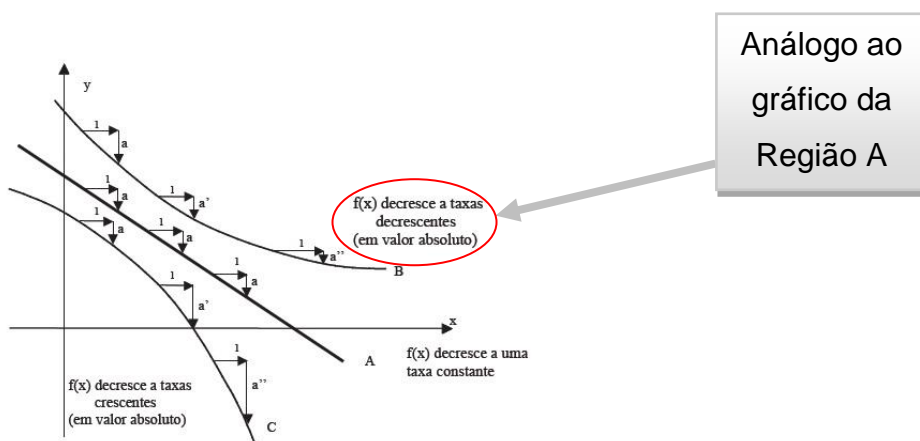 Análogo ao
gráfico da
Região A
y
1
a
1
a'
1
a''
f(x) decresce a taxas
decrescentes
(em valor absoluto)
B
1
a
1
a
1
a
1
a
1
a'
1
a''
x
A
f(x) decresce a uma
taxa constante
f(x) decresce a taxas
crescentes
(em valor absoluto)
C